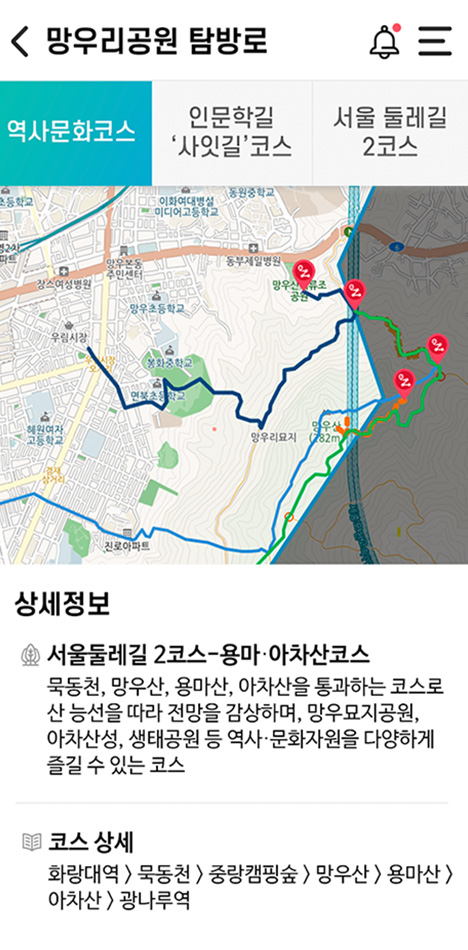 망우리공원 탐방로
역사문화코스
인문학길
‘사잇길’코스
서울 둘레길
2코스
동원중학교
초등학교
이화여대병설
미디어고등학교
망우본동
주민센터
동부제일병원
장스여성병원
망우초등학교
공원
우림시장
봉화중학교
면북초등학교
혜원여자
고등학교
망우리묘지
망우산
(282m)
진로아파트
상세정보
서울둘레길 2코스-용마·아차산코스
묵동천, 망우산, 용마산, 아차산을 통과하는 코스로
산 능선을 따라 전망을 감상하며, 망우묘지공원,
아차산성, 생태공원 등 역사·문화자원을 다양하게
즐길 수 있는 코스
코스 상세
화랑대역 > 묵동천 > 중랑캠핑숲 > 망우산 > 용마산 >
아차산 > 광나루역